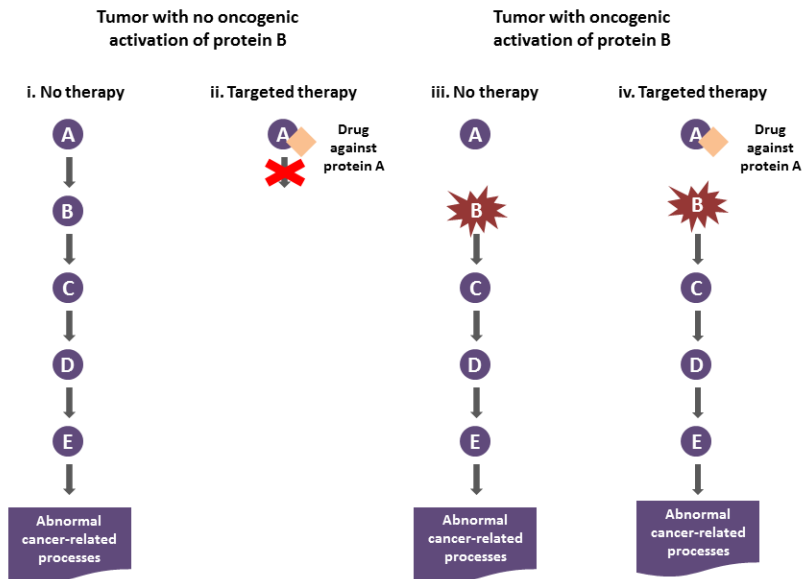 Tumor with no oncogenic
activation of protein B
Tumor with oncogenic
activation of protein B
i. No therapy
ii. Targeted therapy
iii. No therapy
iv. Targeted therapy
A
B
C
D
E
Abnormal
cancer-related
processes
A
Drug
against
protein A
A
B
C
D
E
Abnormal
cancer-related
processes
A
Drug
against
protein A
B
C
D
E
Abnormal
cancer-related
processes